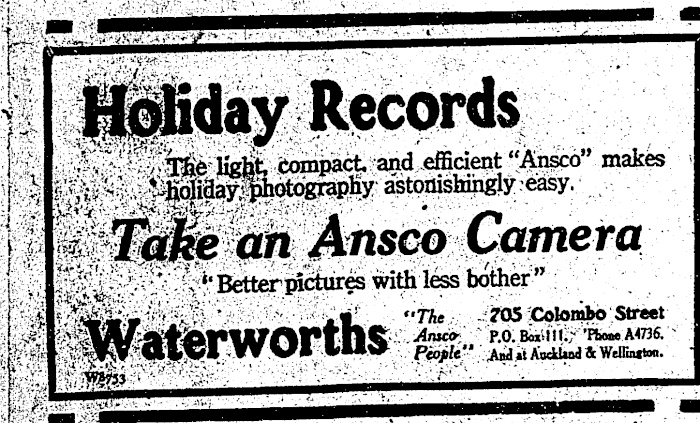 Holiday Records
The light, compact, and efficient "Ansco" makes
holiday photography astonishingly easy.
Take an Ansco Camera
"Better pictures with less bother"
Waterworths
"The
Ansco
People"
705 Colombo Street
P.O. Box 111. 'Phone A4736.
And at Auckland & Wellington.